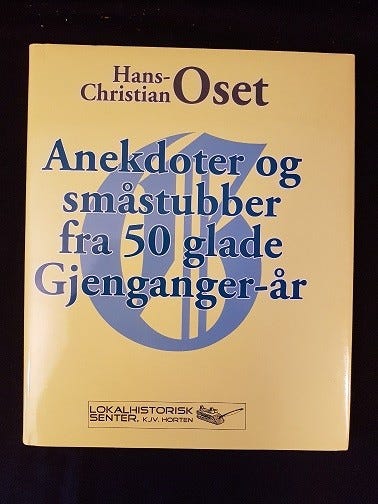 Hans-
Christian Oset
Anekdoter og
småstubber
fra 50 glade
Gjenganger-år
G
LOKALHISTORISK
SENTER, KJV. HORTEN